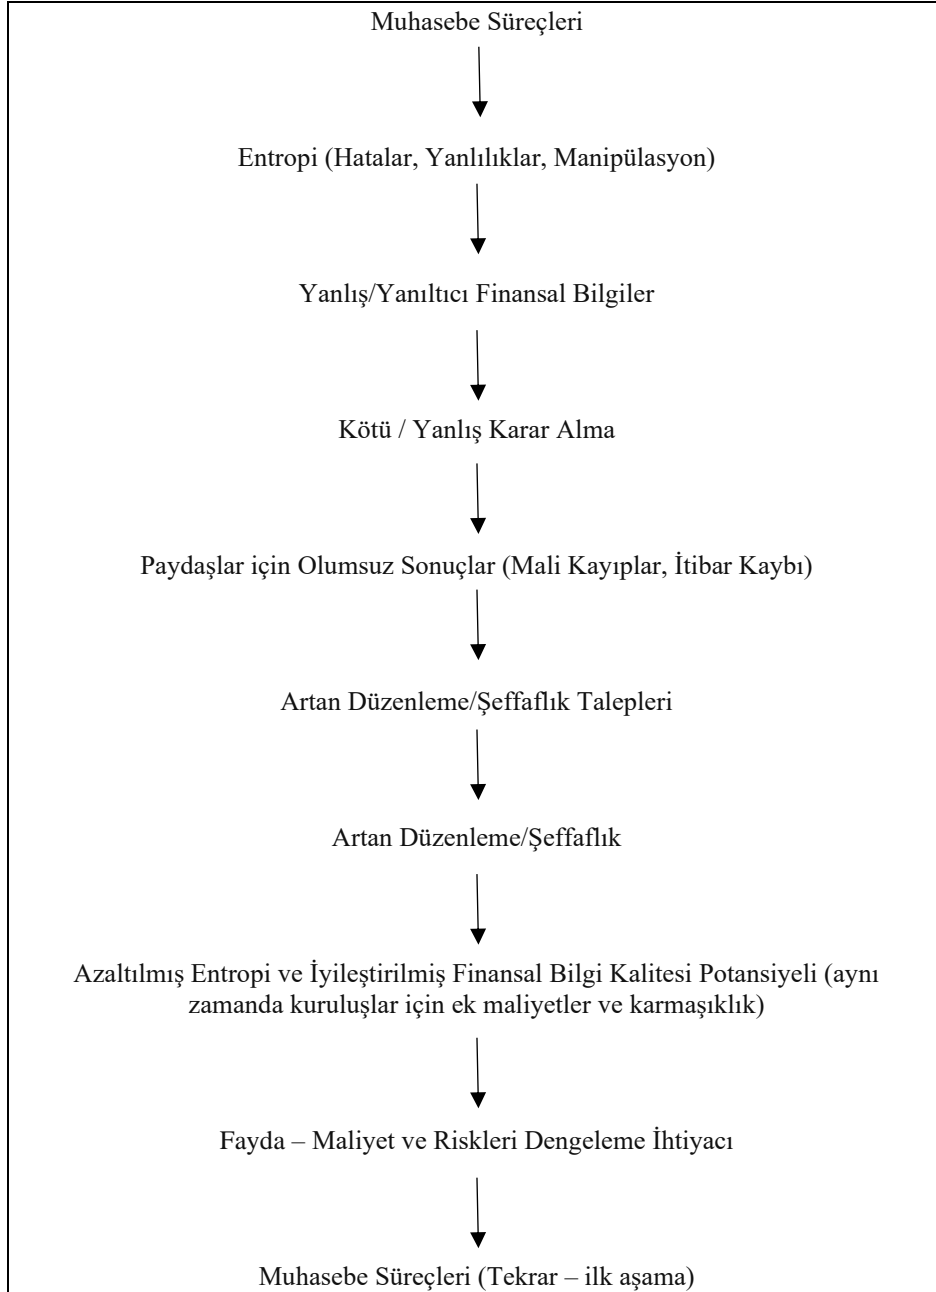 Muhasebe Süreçleri
Entropi (Hatalar, Yanlılıklar, Manipülasyon)
Yanlış/Yanıltıcı Finansal Bilgiler
Kötü / Yanlış Karar Alma
Paydaşlar için Olumsuz Sonuçlar (Mali Kayıplar, İtibar Kaybı)
Artan Düzenleme/Şeffaflık Talepleri
Artan Düzenleme/Şeffaflık
Azaltılmış Entropi ve İyileştirilmiş Finansal Bilgi Kalitesi Potansiyeli (aynı
zamanda kuruluşlar için ek maliyetler ve karmaşıklık)
Fayda – Maliyet ve Riskleri Dengeleme İhtiyacı
Muhasebe Süreçleri (Tekrar – ilk aşama)